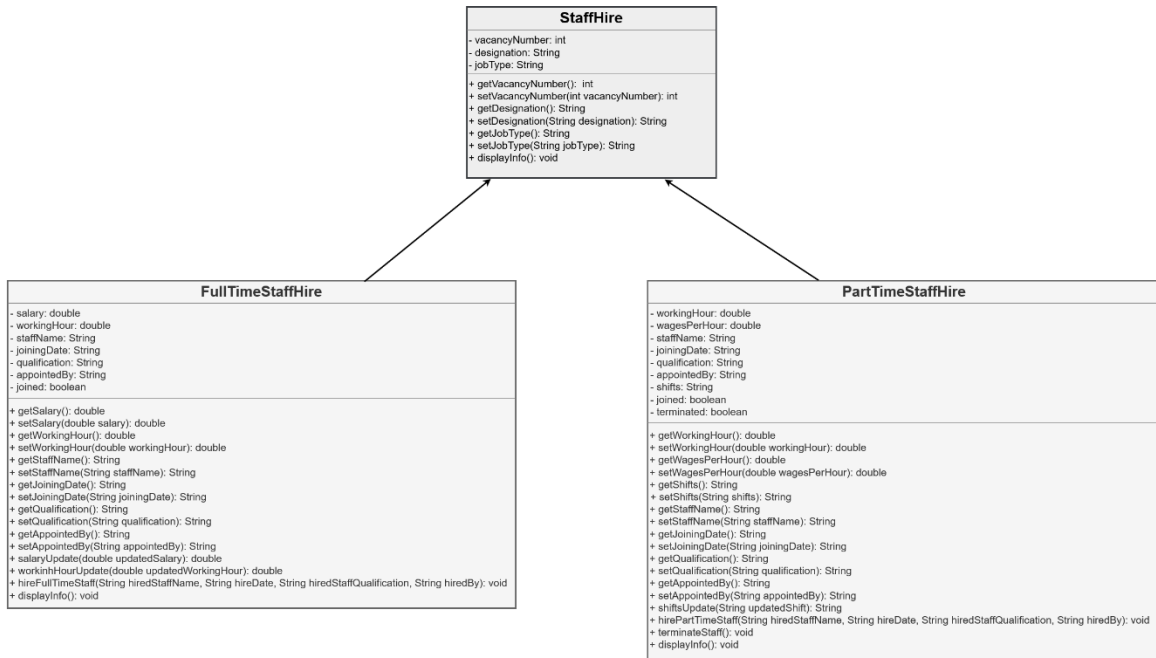 StaffHire
- vacancyNumber: int
- designation: String
- jobType: String
+ getVacancyNumber(): int
+ setVacancyNumber(int vacancyNumber): int
+ getDesignation(): String
+ setDesignation(String designation): String
+ getJobType(): String
+ setJobType(String jobType): String
+ displayInfo(): void
FullTimeStaffHire
- salary: double
- workingHour: double
- staffName: String
- joiningDate: String
- qualification: String
- appointedBy: String
- joined: boolean
+ getSalary(): double
+ setSalary(double salary): double
+ getWorkingHour(): double
+ setWorkingHour(double workingHour): double
+ getStaffName(): String
+ setStaffName(String staffName): String
+ getJoiningDate(): String
+ setJoiningDate(String joiningDate): String
+ getQualification(): String
+ setQualification(String qualification): String
+ getAppointedBy(): String
+ setAppointedBy(String appointedBy): String
+ salaryUpdate(double updatedSalary): double
+ workinhHourUpdate(double updatedWorkingHour): double
+ hireFullTimeStaff(String hiredStaffName, String hireDate, String hiredStaffQualification, String hiredBy): void
+ displayInfo(): void
PartTimeStaffHire
- workingHour: double
- wagesPerHour: double
- staffName: String
- joiningDate: String
- qualification: String
- appointedBy: String
- shifts: String
- joined: boolean
- terminated: boolean
+ getWorkingHour(): double
+ setWorkingHour(double workingHour): double
+ getWagesPerHour(): double
+ setWagesPerHour(double wagesPerHour): double
+ getShifts(): String
+ setShifts(String shifts): String
+ getStaffName(): String
+ setStaffName(String staffName): String
+ getJoiningDate(): String
+ setJoiningDate(String joiningDate): String
+ getQualification(): String
+ setQualification(String qualification): String
+ getAppointedBy(): String
+ setAppointedBy(String appointedBy): String
+ shiftsUpdate(String updatedShift): String
+ hirePartTimeStaff(String hiredStaffName, String hireDate, String hiredStaffQualification, String hiredBy): void
+ terminateStaff(): void
+ displayInfo(): void